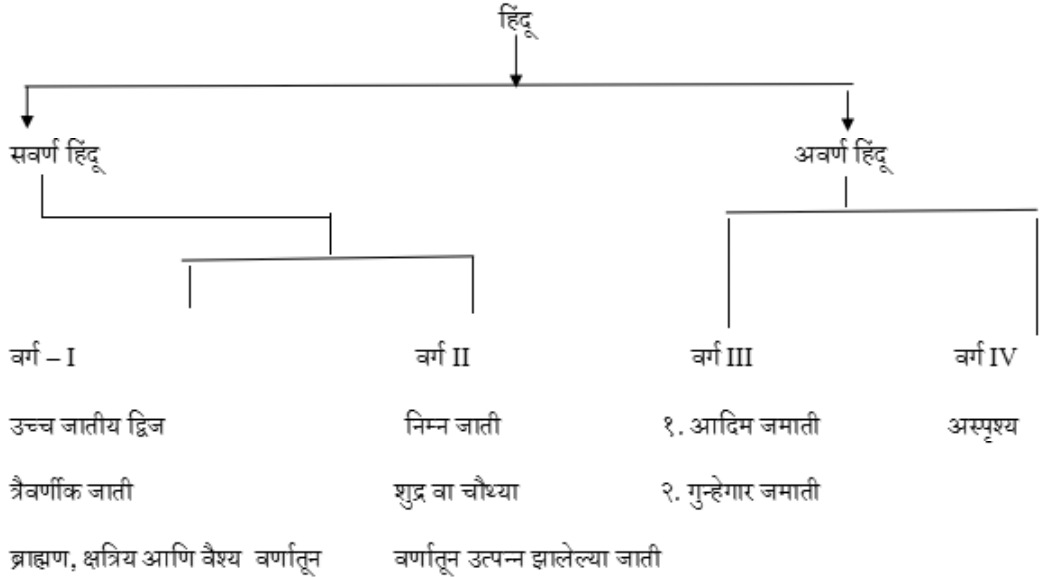 हिंदू
सवर्ण हिंदू अवर्ण हिंदू
वर्ग – I वर्ग II वर्ग III वर्ग IV
उच्च जातीय द्विज निम्न जाती १. आदिम जमाती अस्पृश्य
त्रैवर्णीक जाती शुद्र वा चौथ्या २. गुन्हेगार जमाती
ब्राह्मण, क्षत्रिय आणि वैश्य वर्णातून वर्णातून उत्पन्न झालेल्या जाती